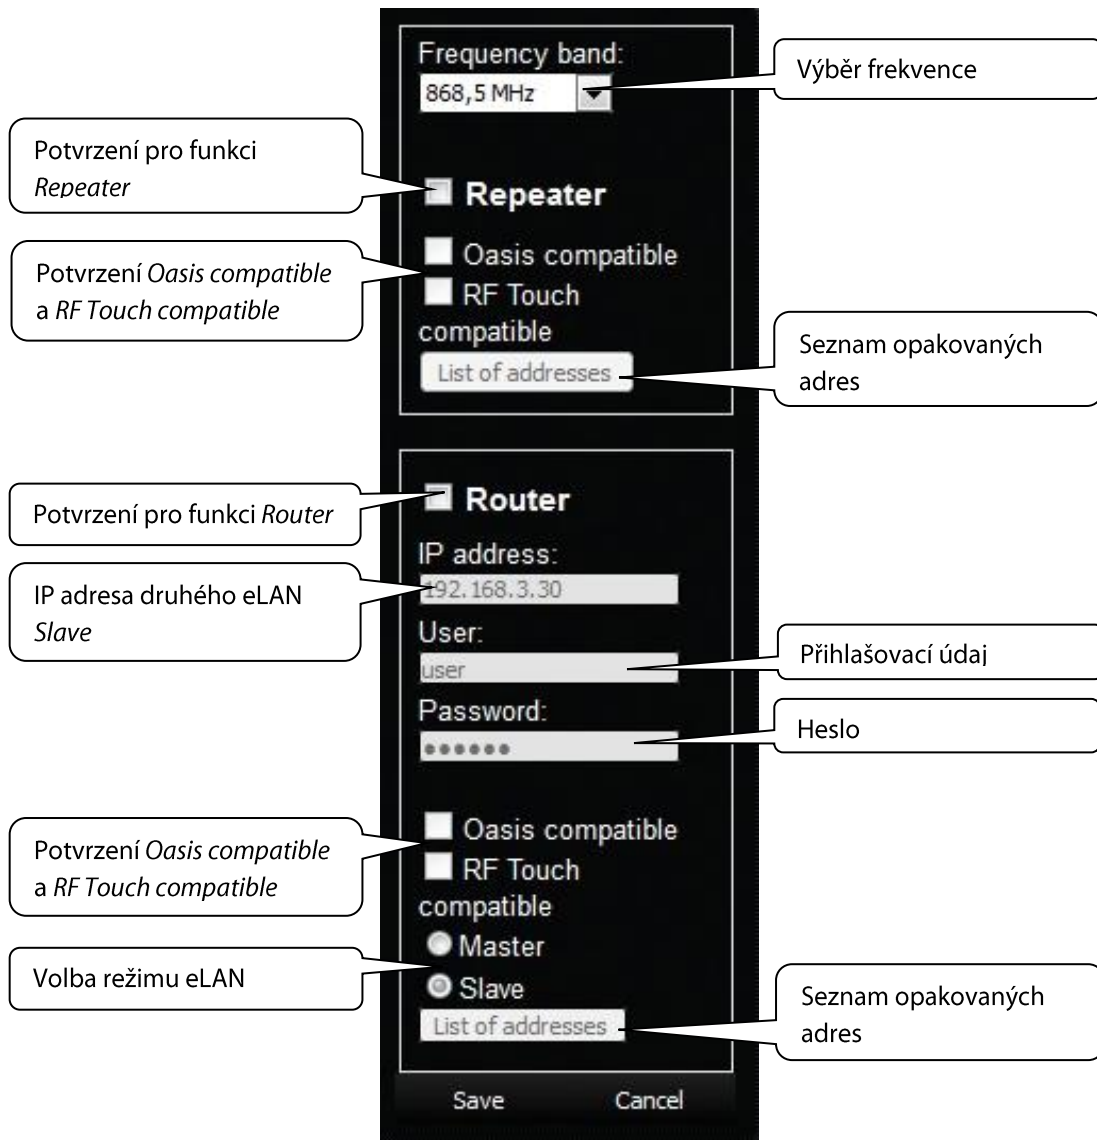 Frequency band:
868,5 MHz
Výběr frekvence
Potvrzení pro funkci
Repeater
Repeater
Potvrzení Oasis compatible
a RF Touch compatible
Oasis compatible
RF Touch
compatible
List of addresses
Seznam opakovaných
adres
Router
Potvrzení pro funkci Router
IP address:
192.168.3.30
IP adresa druhého eLAN
Slave
User:
user
Přihlašovací údaj
Password:
••••••
Heslo
Oasis compatible
RF Touch
compatible
Potvrzení Oasis compatible
a RF Touch compatible
Master
Slave
Volba režimu eLAN
List of addresses
Seznam opakovaných
adres
Save Cancel